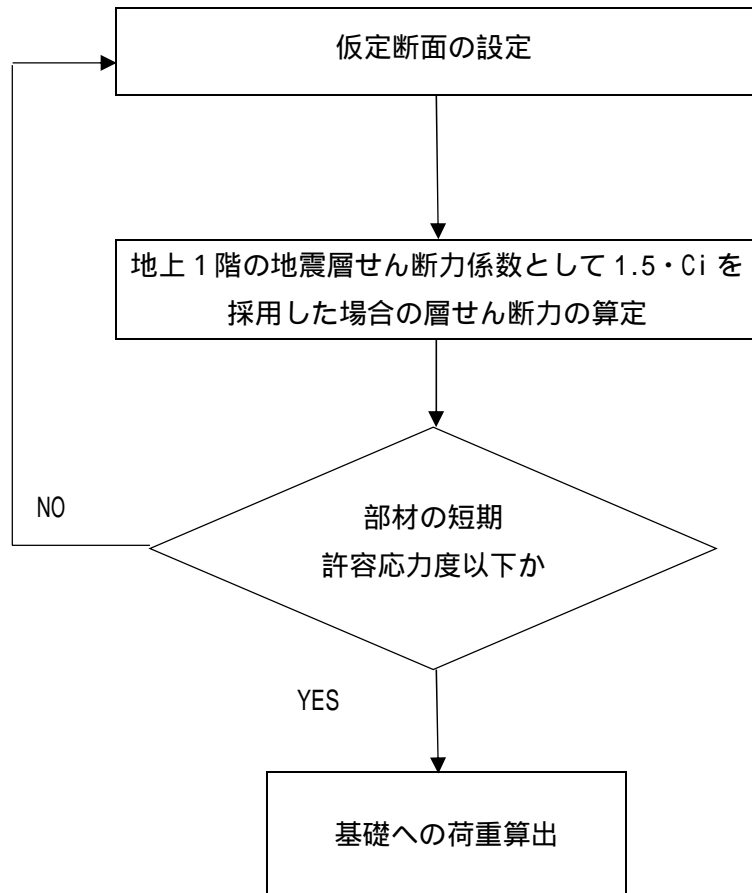 仮定断面の設定
地上1階の地震層せん断力係数として1.5・Ciを
採用した場合の層せん断力の算定
部材の短期
許容応力度以下か
NO
YES
基礎への荷重算出